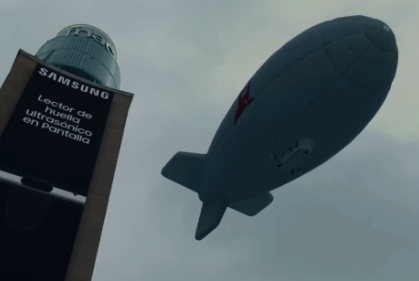 SAMSUNG
Lector de
huella
ultrasónico
en Pantalla